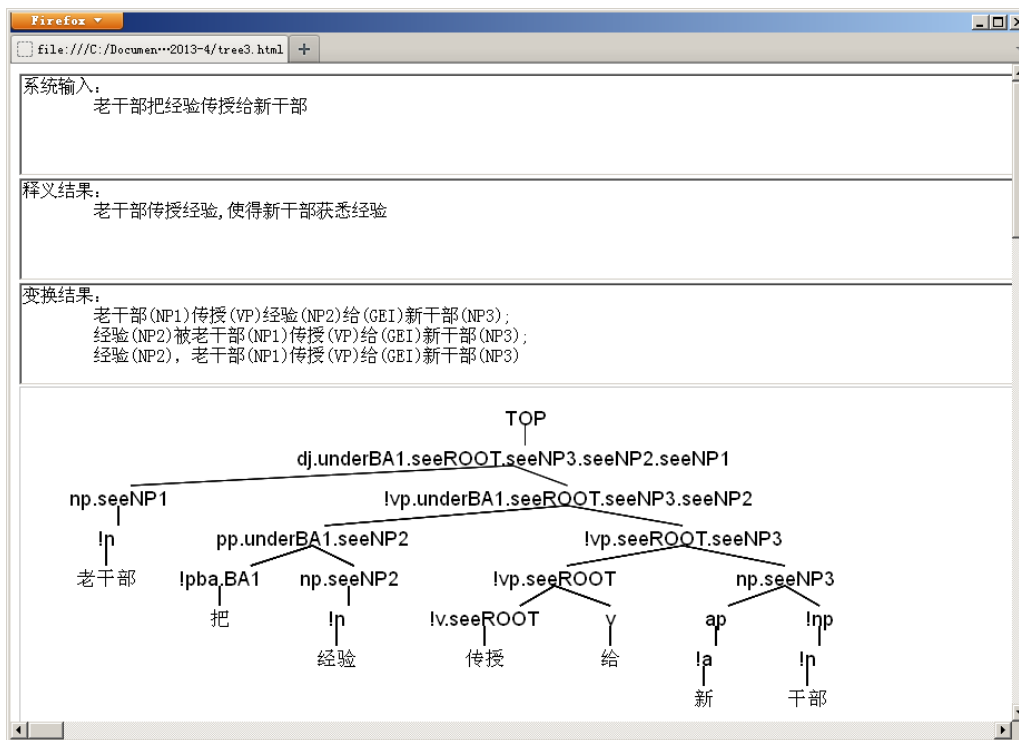 Firefox
file:///C:/Documen…2013-4/tree3.html
系统输入:
老干部把经验传授给新干部
释义结果:
老干部传授经验,使得新干部获悉经验
变换结果:
老干部(NP1)传授(VP)经验(NP2)给(GEI)新干部(NP3);
经验(NP2)被老干部(NP1)传授(VP)给(GEI)新干部(NP3);
经验(NP2), 老干部(NP1)传授(VP)给(GEI)新干部(NP3)
TOP
dj.underBA1.seeROOT.seeNP3.seeNP2.seeNP1
np.seeNP1 !vp.underBA1.seeROOT.seeNP3.seeNP2
!n pp.underBA1.seeNP2 !vp.seeROOT.seeNP3
老干部 !pba.BA1 np.seeNP2 !vp.seeROOT np.seeNP3
把 !n !v.seeROOT v ap !np
经验 传授 给 !a !n
新 干部